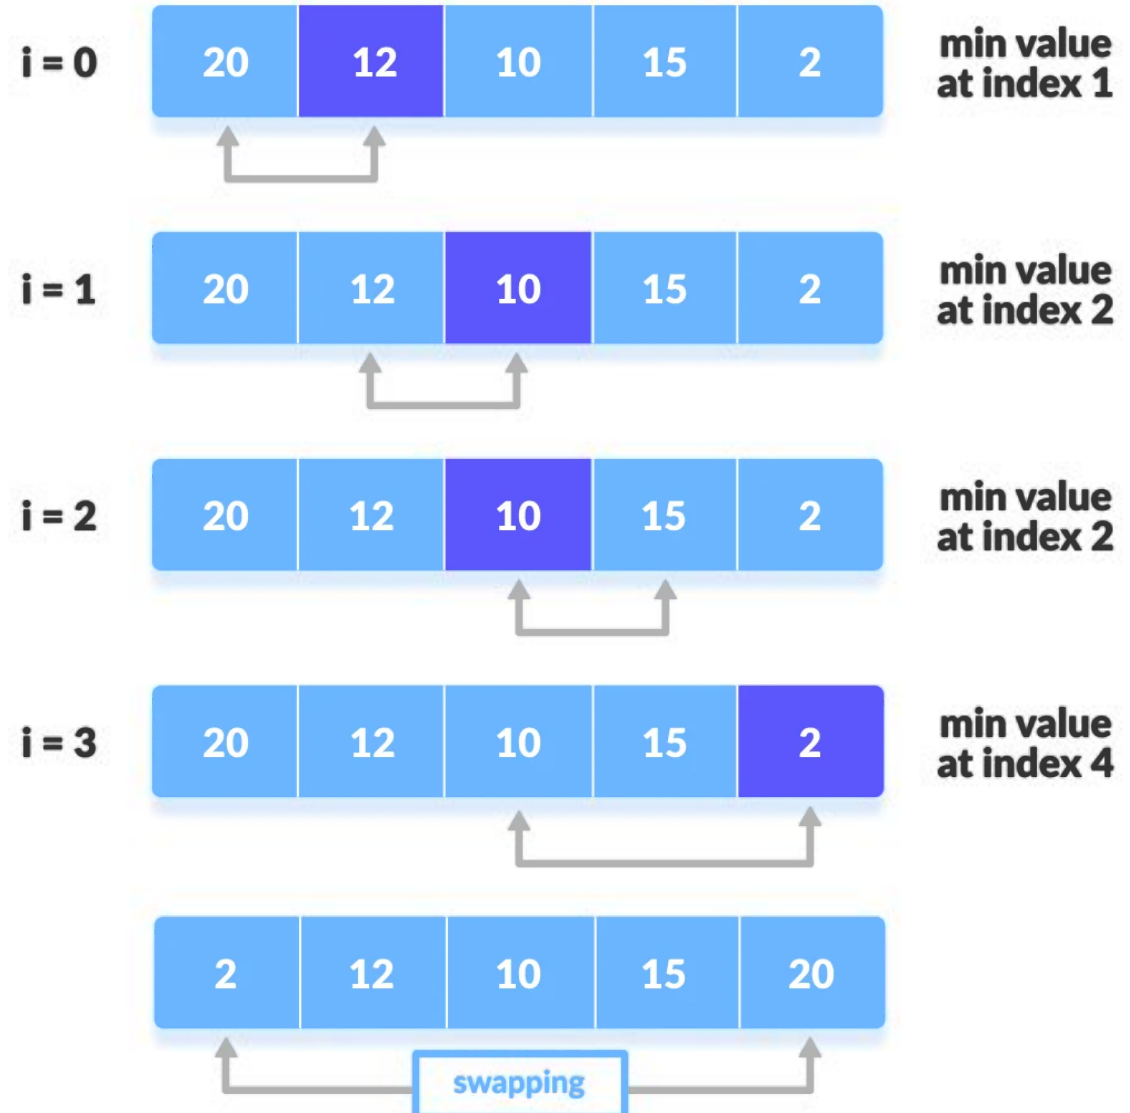 i = 0 20 12 10 15 2 min value
at index 1
i = 1 20 12 10 15 2 min value
at index 2
i = 2 20 12 10 15 2 min value
at index 2
i = 3 20 12 10 15 2 min value
at index 4
2 12 10 15 20
swapping